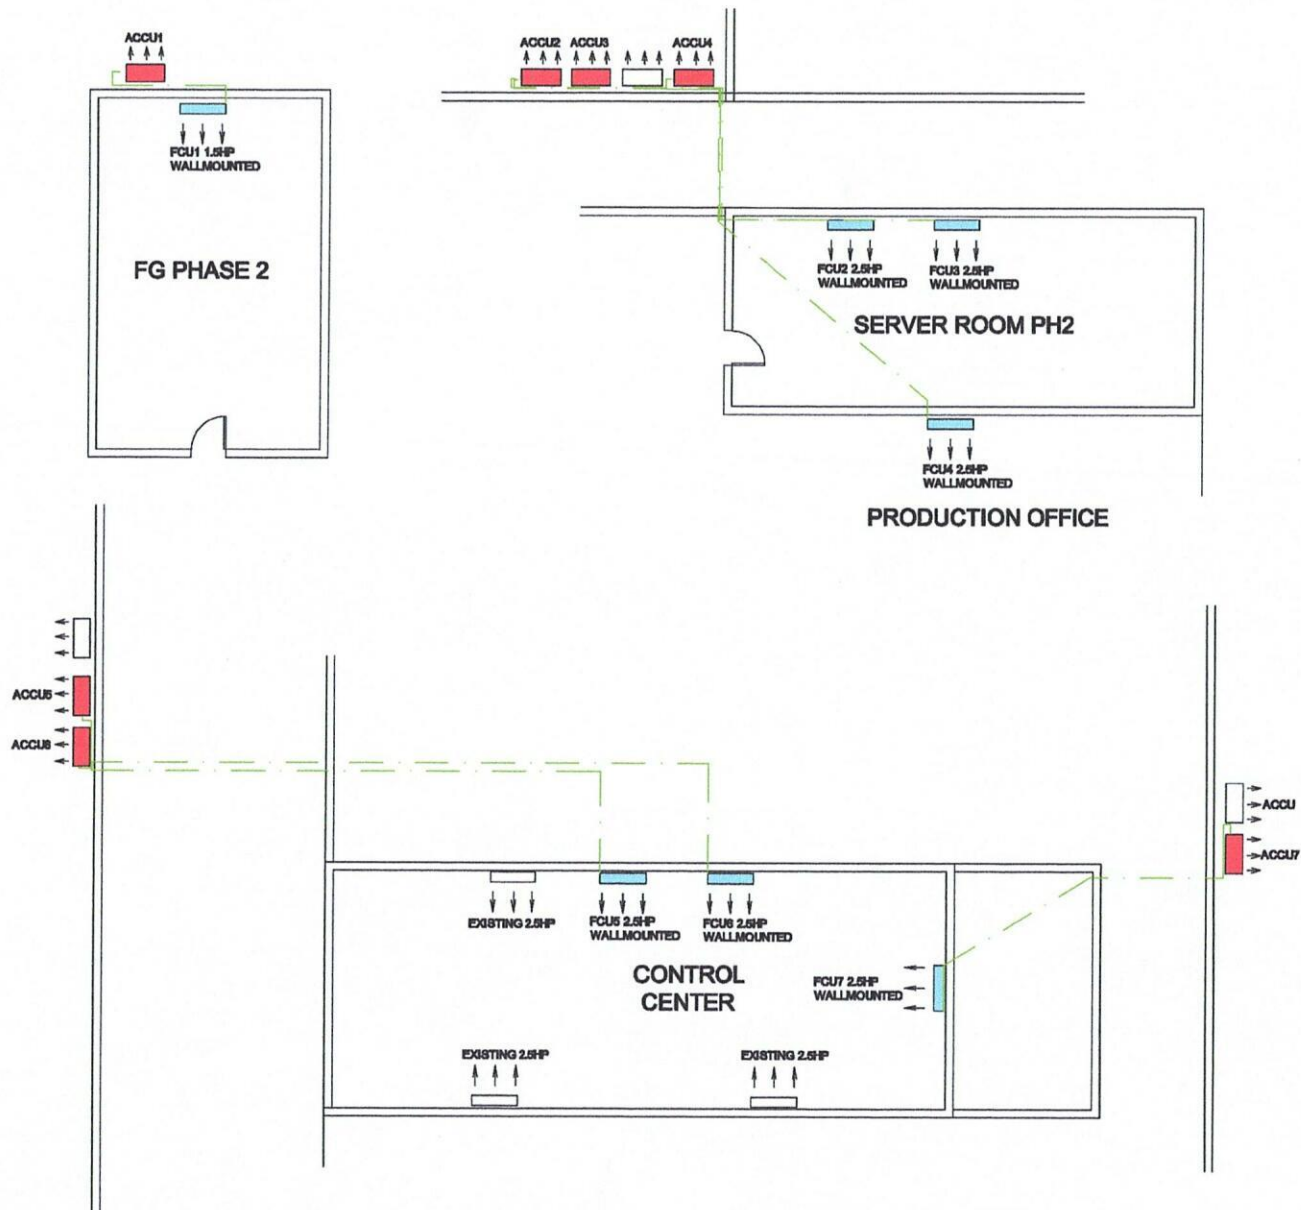 ACCU1
FCU1 1.5HP
WALLMOUNTED
FG PHASE 2
ACCU2
ACCU3
ACCU4
FCU2 2.5HP
WALLMOUNTED
FCU3 2.5HP
WALLMOUNTED
SERVER ROOM PH2
FCU4 2.5HP
WALLMOUNTED
PRODUCTION OFFICE
ACCU5
ACCU6
ACCU
ACCU7
EXISTING 2.5HP
FCU5 2.5HP
WALLMOUNTED
FCU6 2.5HP
WALLMOUNTED
CONTROL
CENTER
FCU7 2.5HP
WALLMOUNTED
EXISTING 2.5HP
EXISTING 2.5HP